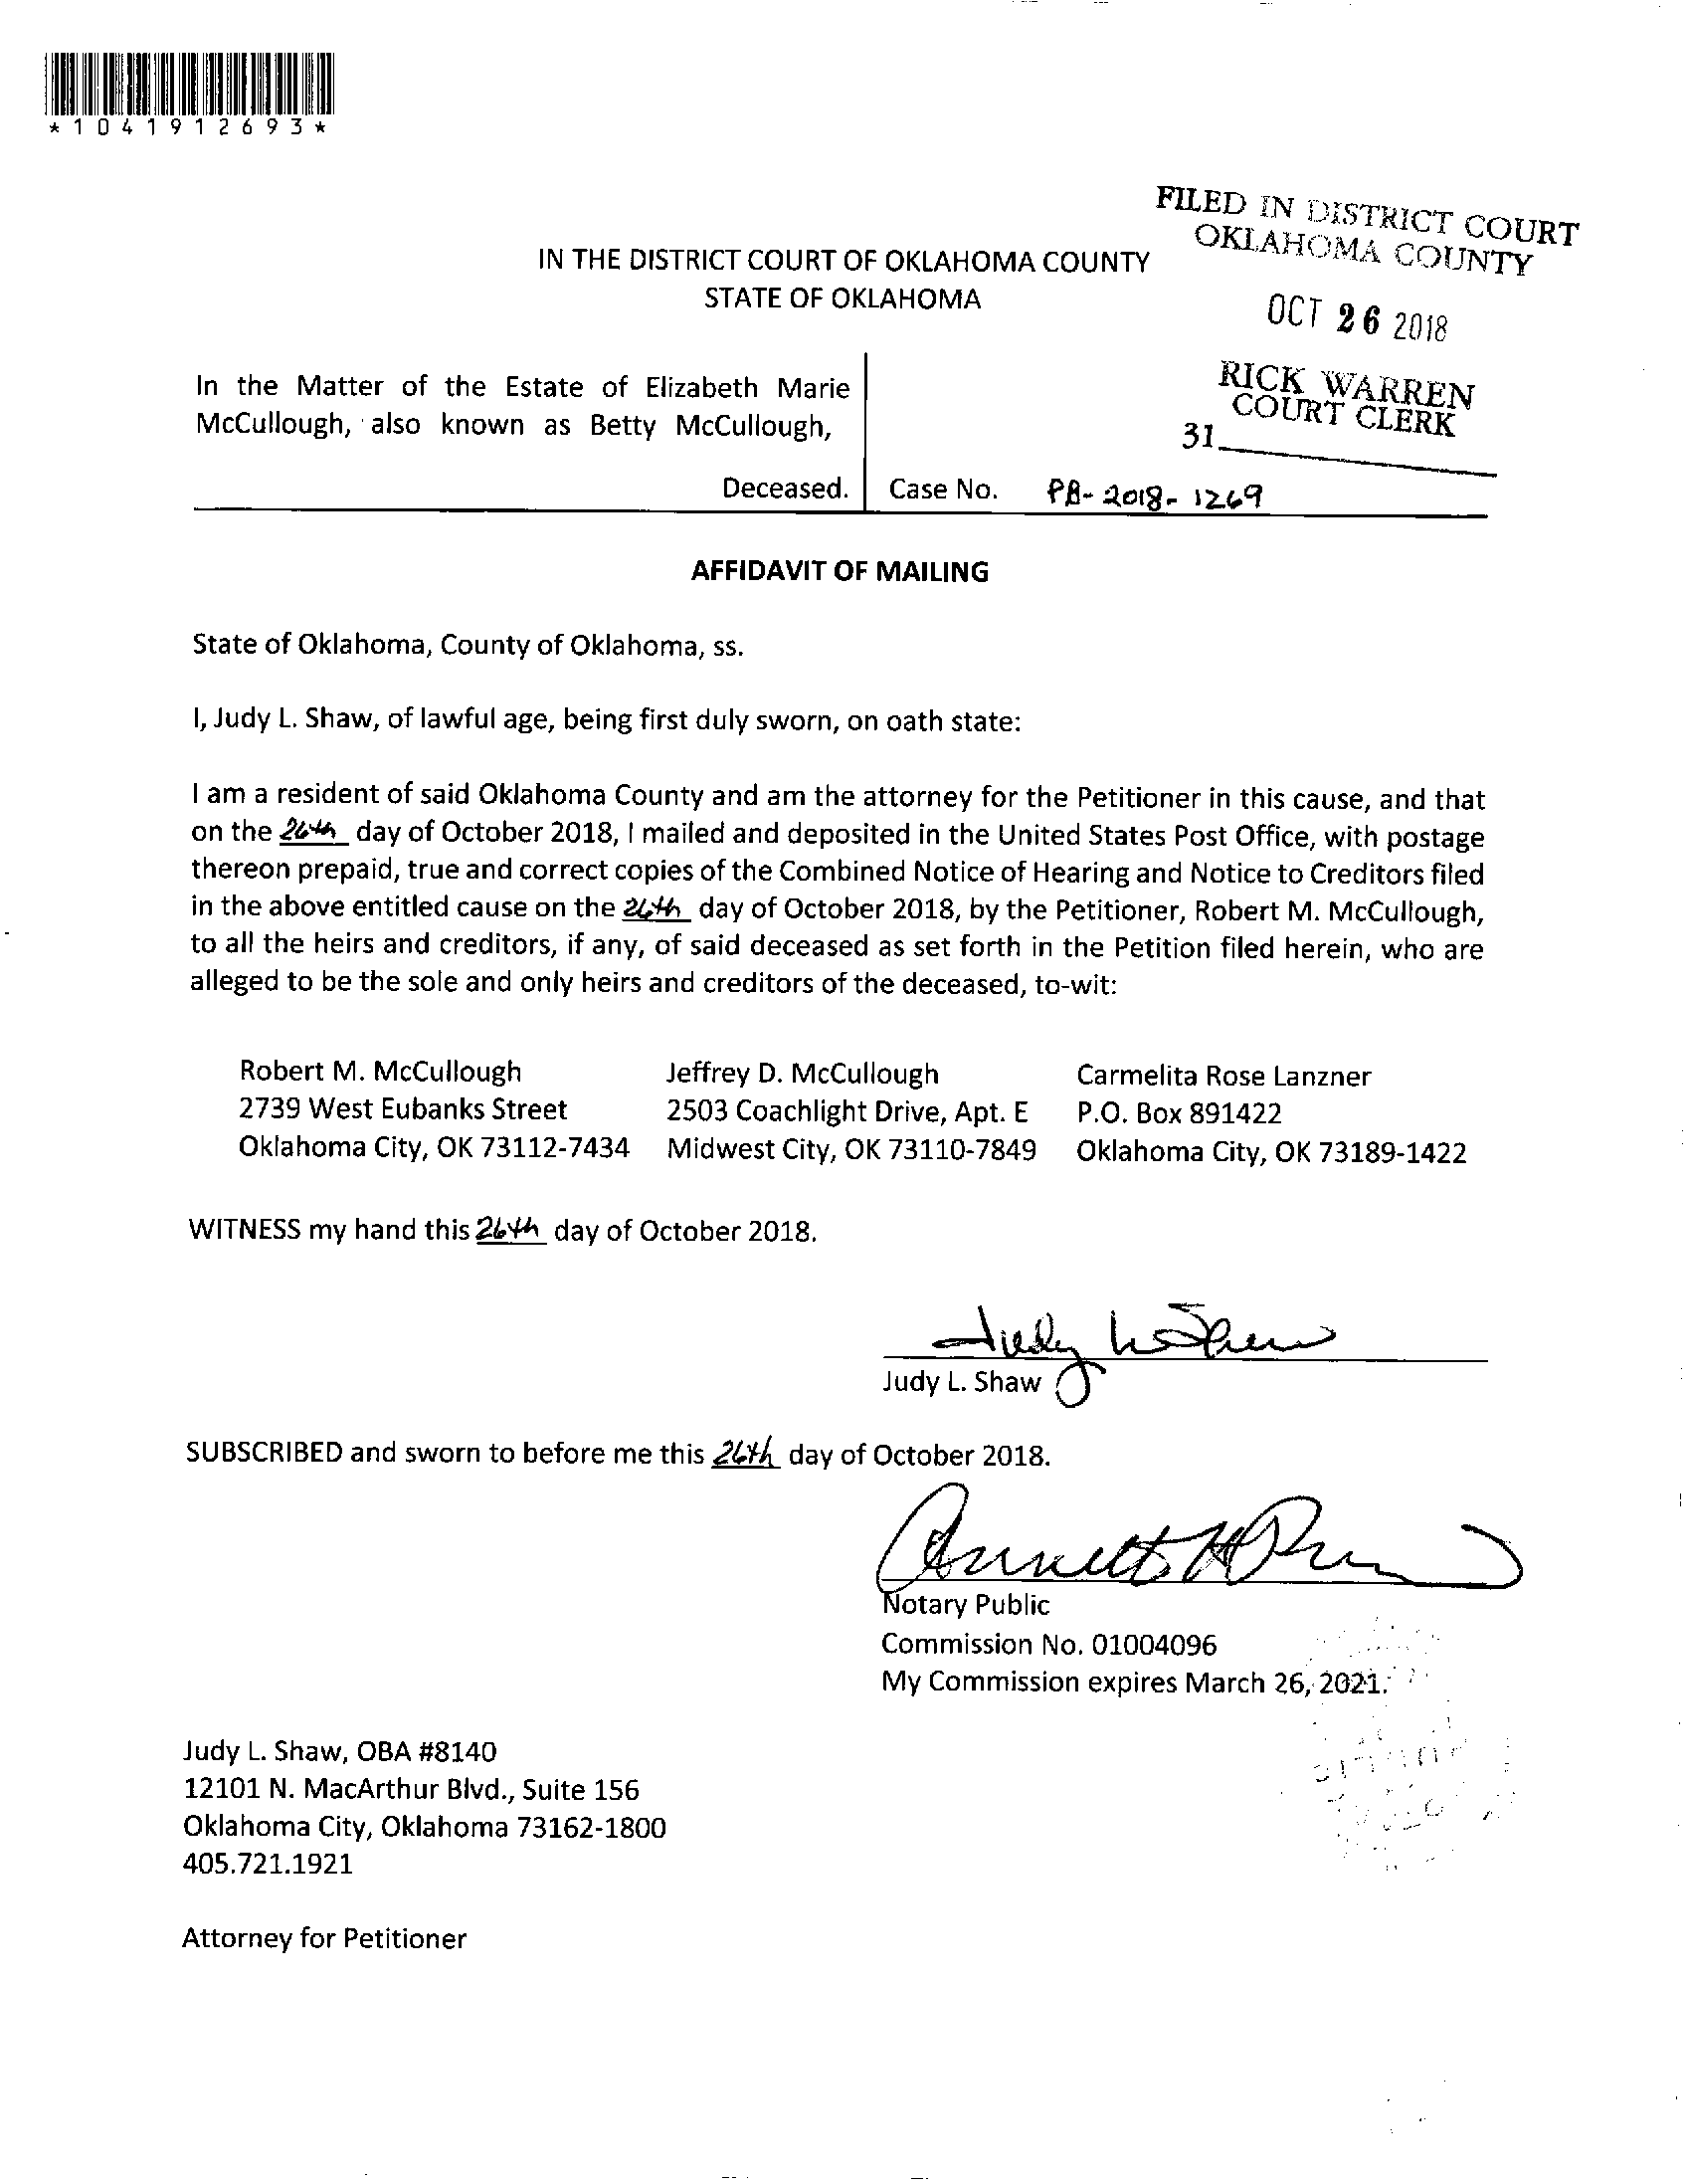 *1041912693*
FILED IN DISTRICT COURT
OKLAHOMA COUNTY
OCT 26 2018
RICK WARREN
COURT CLERK
31
IN THE DISTRICT COURT OF OKLAHOMA COUNTY
STATE OF OKLAHOMA
In the Matter of the Estate of Elizabeth Marie
McCullough, also known as Betty McCullough,
Deceased.
Case No. PB-2018-1269
AFFIDAVIT OF MAILING
State of Oklahoma, County of Oklahoma, ss.
I, Judy L. Shaw, of lawful age, being first duly sworn, on oath state:
I am a resident of said Oklahoma County and am the attorney for the Petitioner in this cause, and that
on the 26th day of October 2018, I mailed and deposited in the United States Post Office, with postage
thereon prepaid, true and correct copies of the Combined Notice of Hearing and Notice to Creditors filed
in the above entitled cause on the 26th day of October 2018, by the Petitioner, Robert M. McCullough,
to all the heirs and creditors, if any, of said deceased as set forth in the Petition filed herein, who are
alleged to be the sole and only heirs and creditors of the deceased, to-wit:
Robert M. McCullough
2739 West Eubanks Street
Oklahoma City, OK 73112-7434
Jeffrey D. McCullough
2503 Coachlight Drive, Apt. E
Midwest City, OK 73110-7849
Carmelita Rose Lanzner
P.O. Box 891422
Oklahoma City, OK 73189-1422
WITNESS my hand this 26th day of October 2018.
Judy L Shaw
Judy L. Shaw
SUBSCRIBED and sworn to before me this 26th day of October 2018.
Notary Public
Commission No. 01004096
My Commission expires March 26, 2021.
Judy L. Shaw, OBA #8140
12101 N. MacArthur Blvd., Suite 156
Oklahoma City, Oklahoma 73162-1800
405.721.1921
Attorney for Petitioner